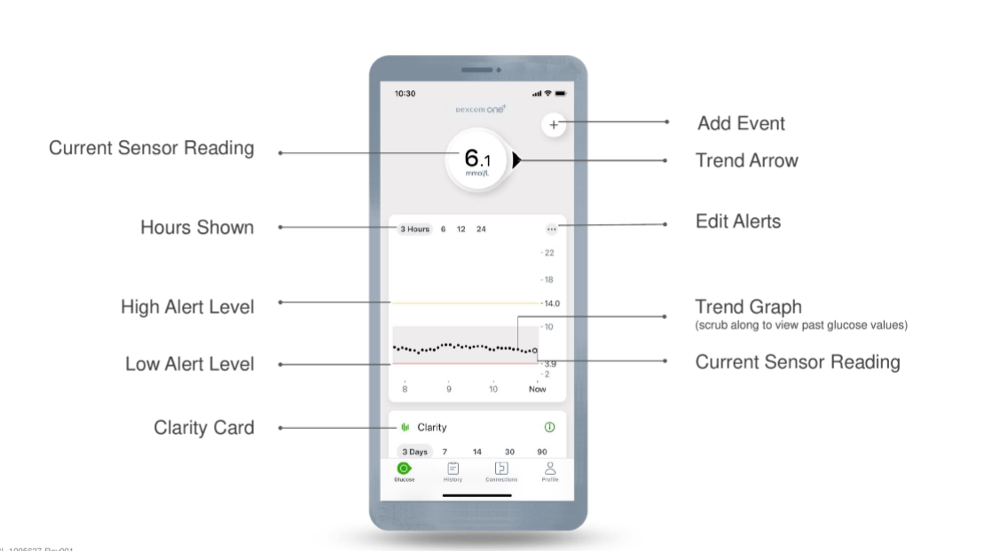 10:30
Dexcom ONE+
+
Add Event
Current Sensor Reading
6.1
mmol/L
Trend Arrow
Hours Shown
3 Hours 6 12 24
...
Edit Alerts
22
18
High Alert Level
14.0
Trend Graph
(scrub along to view past glucose values)
10
Low Alert Level
3.9
Current Sensor Reading
2
8 9 10 Now
Clarity Card
Clarity
3 Days 7 14 30 90
Glucose History Connections Profile